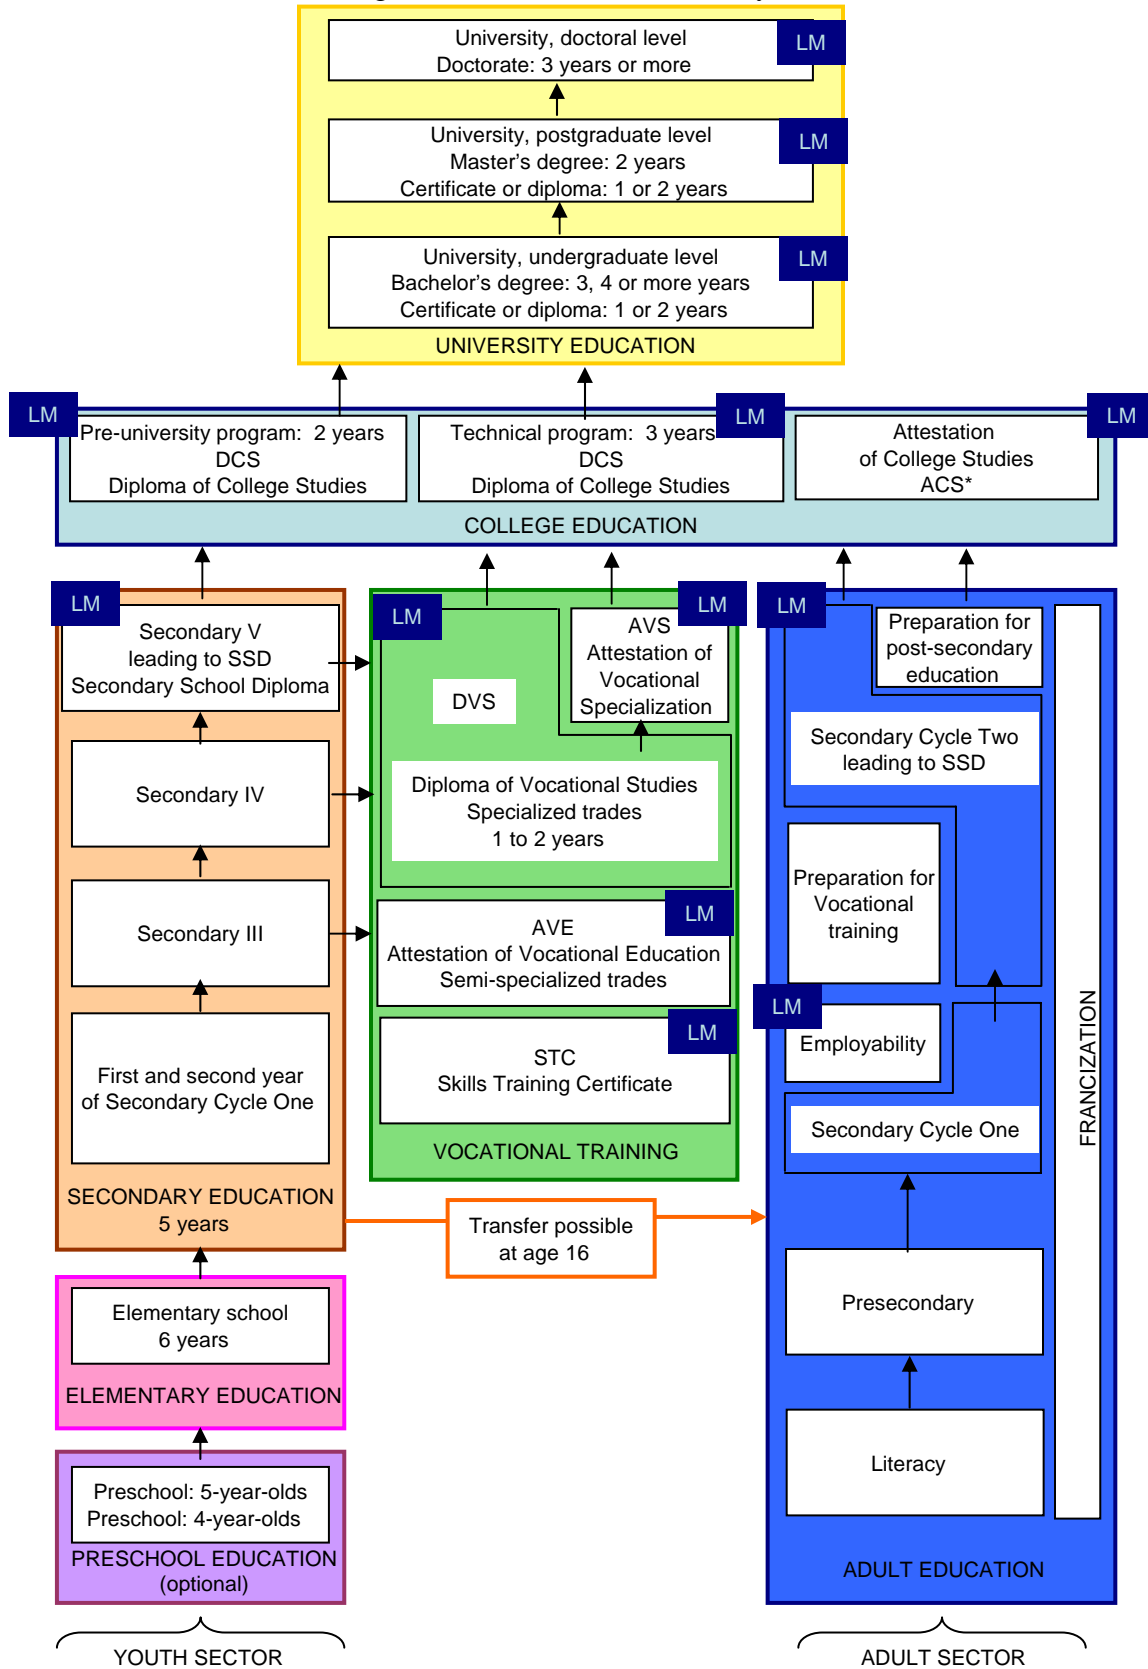 University, doctoral level
Doctorate: 3 years or more
LM
University, postgraduate level
Master's degree: 2 years
Certificate or diploma: 1 or 2 years
LM
University, undergraduate level
Bachelor's degree: 3, 4 or more years
Certificate or diploma: 1 or 2 years
LM
UNIVERSITY EDUCATION
LM
Pre-university program: 2 years
DCS
Diploma of College Studies
LM
Technical program: 3 years
DCS
Diploma of College Studies
LM
Attestation
of College Studies
ACS*
COLLEGE EDUCATION
LM
Secondary V
leading to SSD
Secondary School Diploma
Secondary IV
Secondary III
First and second year
of Secondary Cycle One
SECONDARY EDUCATION
5 years
LM
DVS
LM
AVS
Attestation of
Vocational
Specialization
Diploma of Vocational Studies
Specialized trades
1 to 2 years
LM
AVE
Attestation of Vocational Education
Semi-specialized trades
LM
STC
Skills Training Certificate
VOCATIONAL TRAINING
LM
Preparation for
post-secondary
education
Secondary Cycle Two
leading to SSD
Preparation for
Vocational
training
LM
Employability
Secondary Cycle One
FRANCIZATION
Transfer possible
at age 16
Presecondary
Literacy
ADULT EDUCATION
Elementary school
6 years
ELEMENTARY EDUCATION
Preschool: 5-year-olds
Preschool: 4-year-olds
PRESCHOOL EDUCATION
(optional)
YOUTH SECTOR
ADULT SECTOR